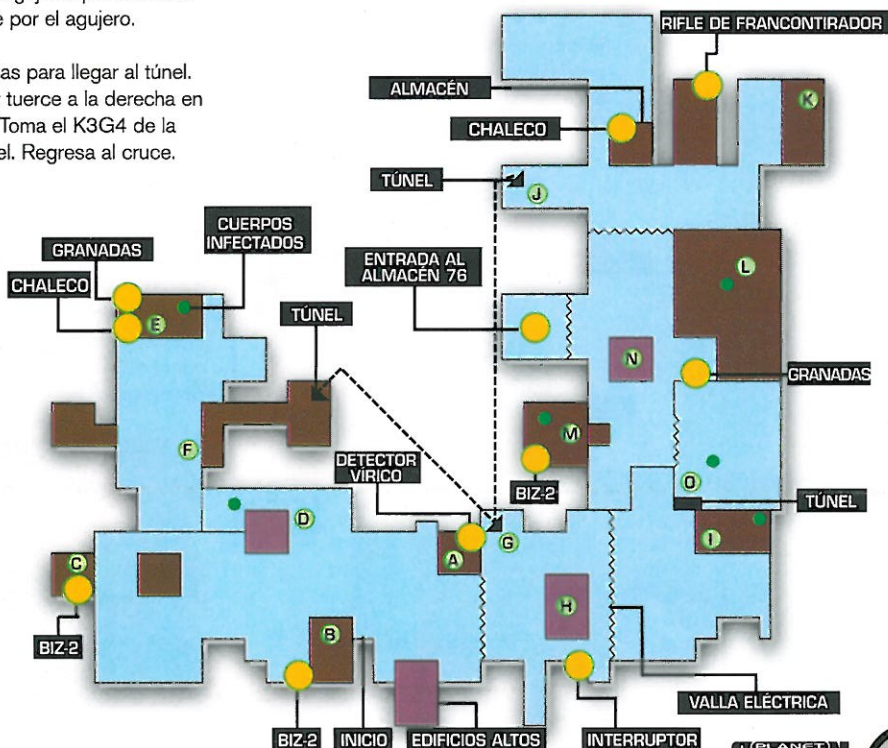 e por el agujero.
as para llegar al túnel.
tuerce a la derecha en
Toma el K3G4 de la
el. Regresa al cruce.
RIFLE DE FRANCONTIRADOR
ALMACÉN
K
CHALECO
TÚNEL
J
CUERPOS
INFECTADOS
GRANADAS
ENTRADA AL
ALMACÉN 76
L
CHALECO
E
TÚNEL
N
GRANADAS
F
M
DETECTOR
VÍRICO
BIZ-2
O
TÚNEL
D
G
I
A
C
H
B
BIZ-2
VALLA ELÉCTRICA
BIZ-2
INICIO
EDIFICIOS ALTOS
INTERRUPTOR
PLANET